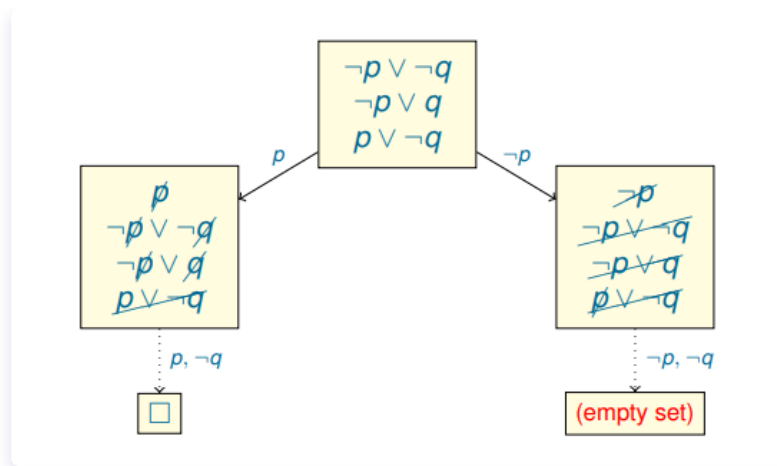 ¬p ∨ ¬q
¬p ∨ q
p ∨ ¬q
p
¬p
p
¬p ∨ ¬q
¬p ∨ q
p ∨ ¬q
¬p
¬p ∨ ¬q
¬p ∨ q
p ∨ ¬q
p, ¬q
¬p, ¬q
□
(empty set)